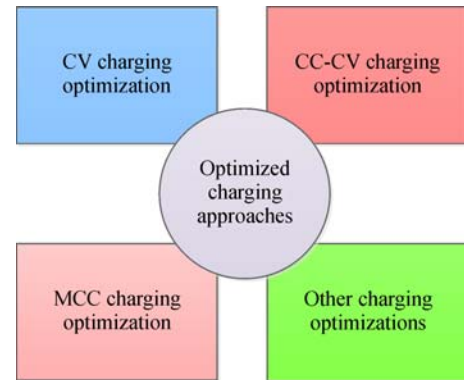 CV charging
optimization
CC-CV charging
optimization
Optimized
charging
approaches
MCC charging
optimization
Other charging
optimizations